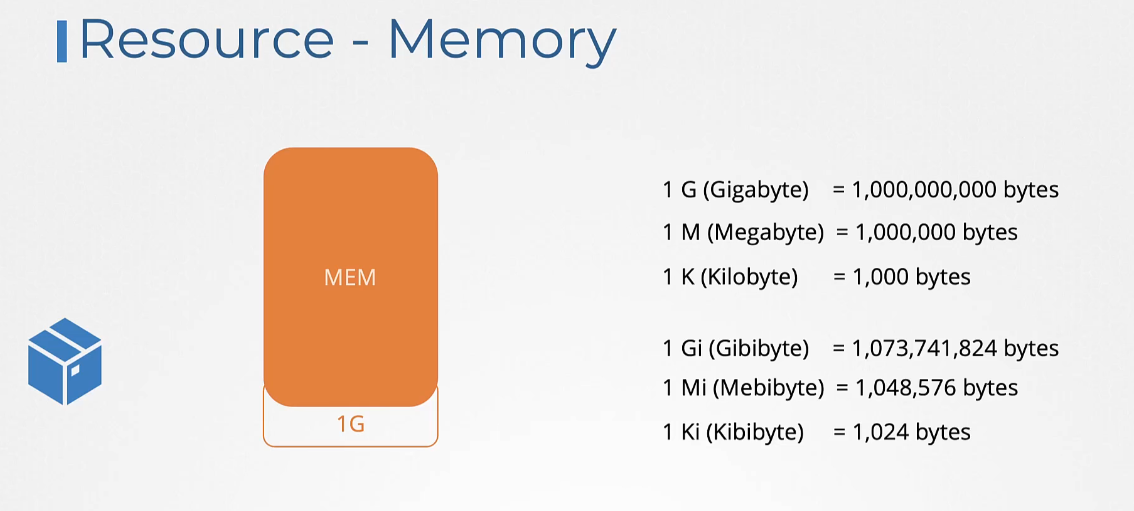 Resource - Memory
MEM
1G
1 G (Gigabyte) = 1,000,000,000 bytes
1 M (Megabyte) = 1,000,000 bytes
1 K (Kilobyte) = 1,000 bytes
1 Gi (Gibibyte) = 1,073,741,824 bytes
1 Mi (Mebibyte) = 1,048,576 bytes
1 Ki (Kibibyte) = 1,024 bytes